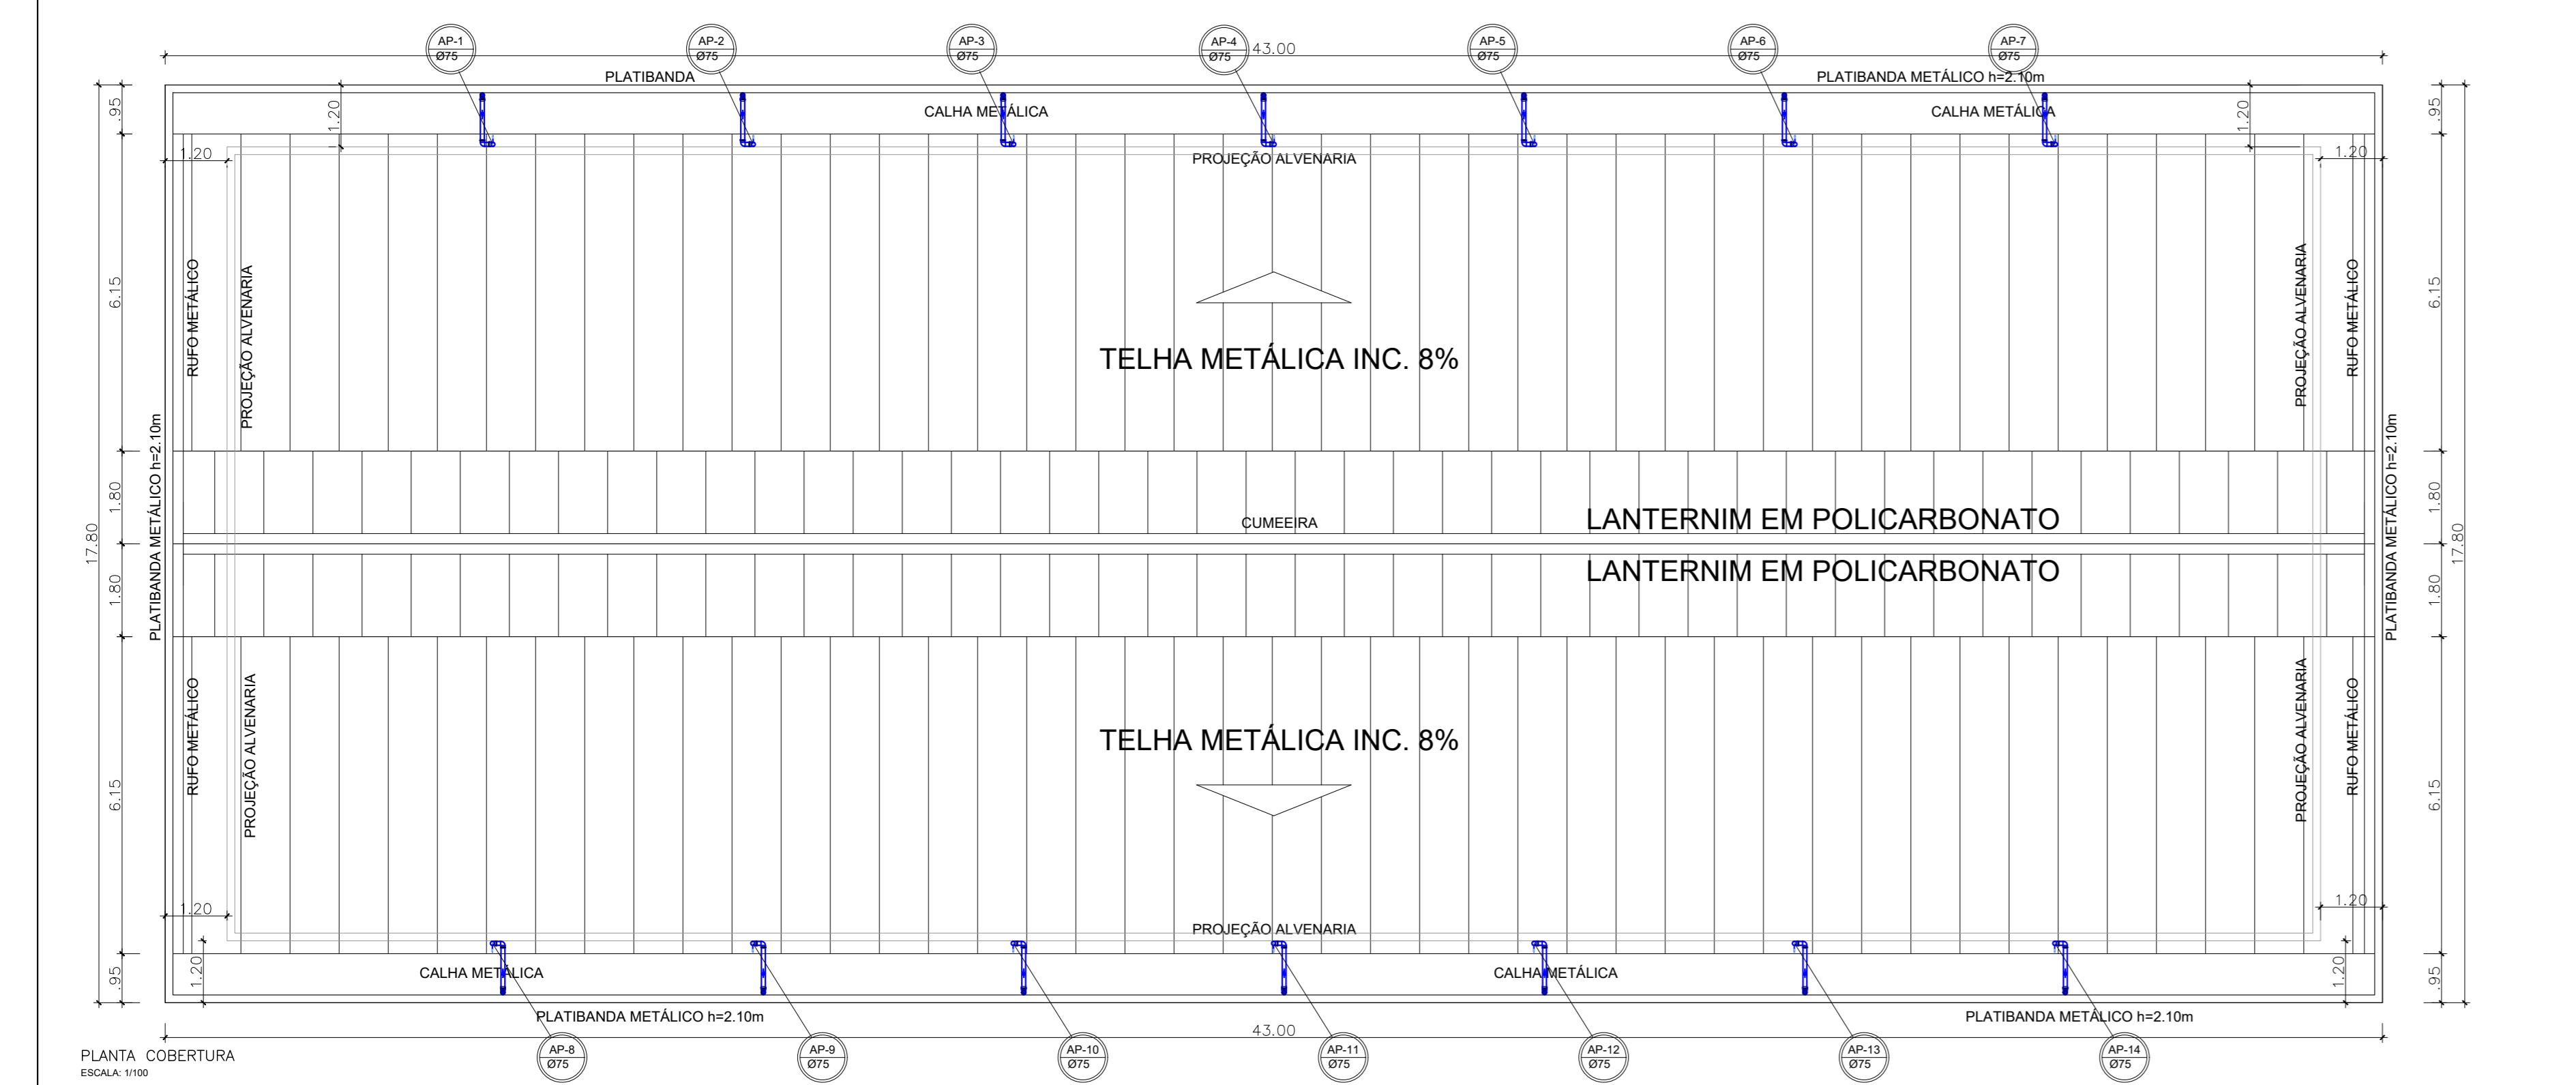 AP-1
Ø75
AP-2
Ø75
AP-3
Ø75
AP-4
Ø75
43.00
AP-5
Ø75
AP-6
Ø75
AP-7
Ø75
PLATIBANDA
PLATIBANDA METÁLICO h=2.10m
.95
1.20
CALHA METÁLICA
CALHA METÁLICA
1.20
.95
1.20
PROJEÇÃO ALVENARIA
1.20
6.15
RUFO METÁLICO
PROJEÇÃO ALVENARIA
PROJEÇÃO ALVENARIA
RUFO METÁLICO
6.15
TELHA METÁLICA INC. 8%
PLATIBANDA METÁLICO h=2.10m
PLATIBANDA METÁLICO h=2.10m
1.80
1.80
CUMEEIRA
LANTERNIM EM POLICARBONATO
17.80
17.80
LANTERNIM EM POLICARBONATO
1.80
1.80
RUFO METÁLICO
PROJEÇÃO ALVENARIA
PROJEÇÃO ALVENARIA
RUFO METÁLICO
TELHA METÁLICA INC. 8%
6.15
6.15
1.20
1.20
PROJEÇÃO ALVENARIA
.95
1.20
CALHA METÁLICA
CALHA METÁLICA
1.20
.95
PLATIBANDA METÁLICO h=2.10m
43.00
PLATIBANDA METÁLICO h=2.10m
AP-8
Ø75
AP-9
Ø75
AP-10
Ø75
AP-11
Ø75
AP-12
Ø75
AP-13
Ø75
AP-14
Ø75
PLANTA COBERTURA
ESCALA: 1/100